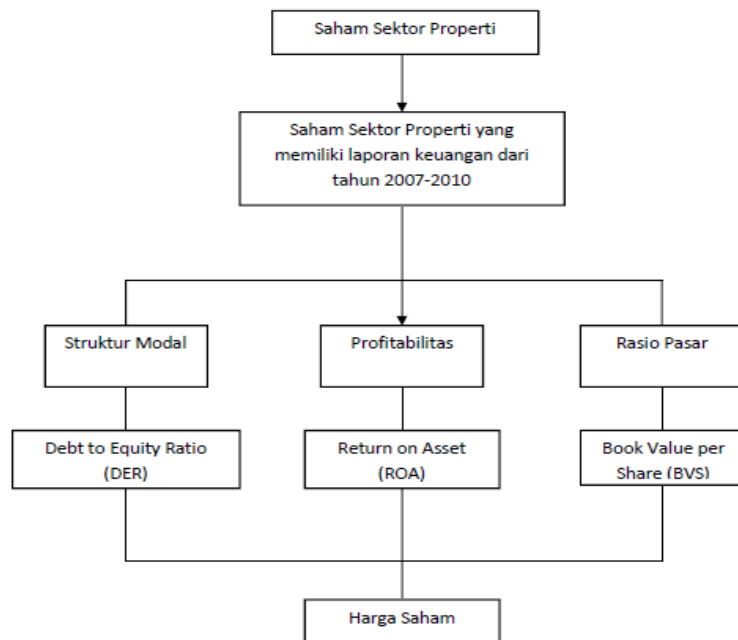 Saham Sektor Properti
Saham Sektor Properti yang
memiliki laporan keuangan dari
tahun 2007-2010
Struktur Modal
Profitabilitas
Rasio Pasar
Debt to Equity Ratio
(DER)
Return on Asset
(ROA)
Book Value per
Share (BVS)
Harga Saham